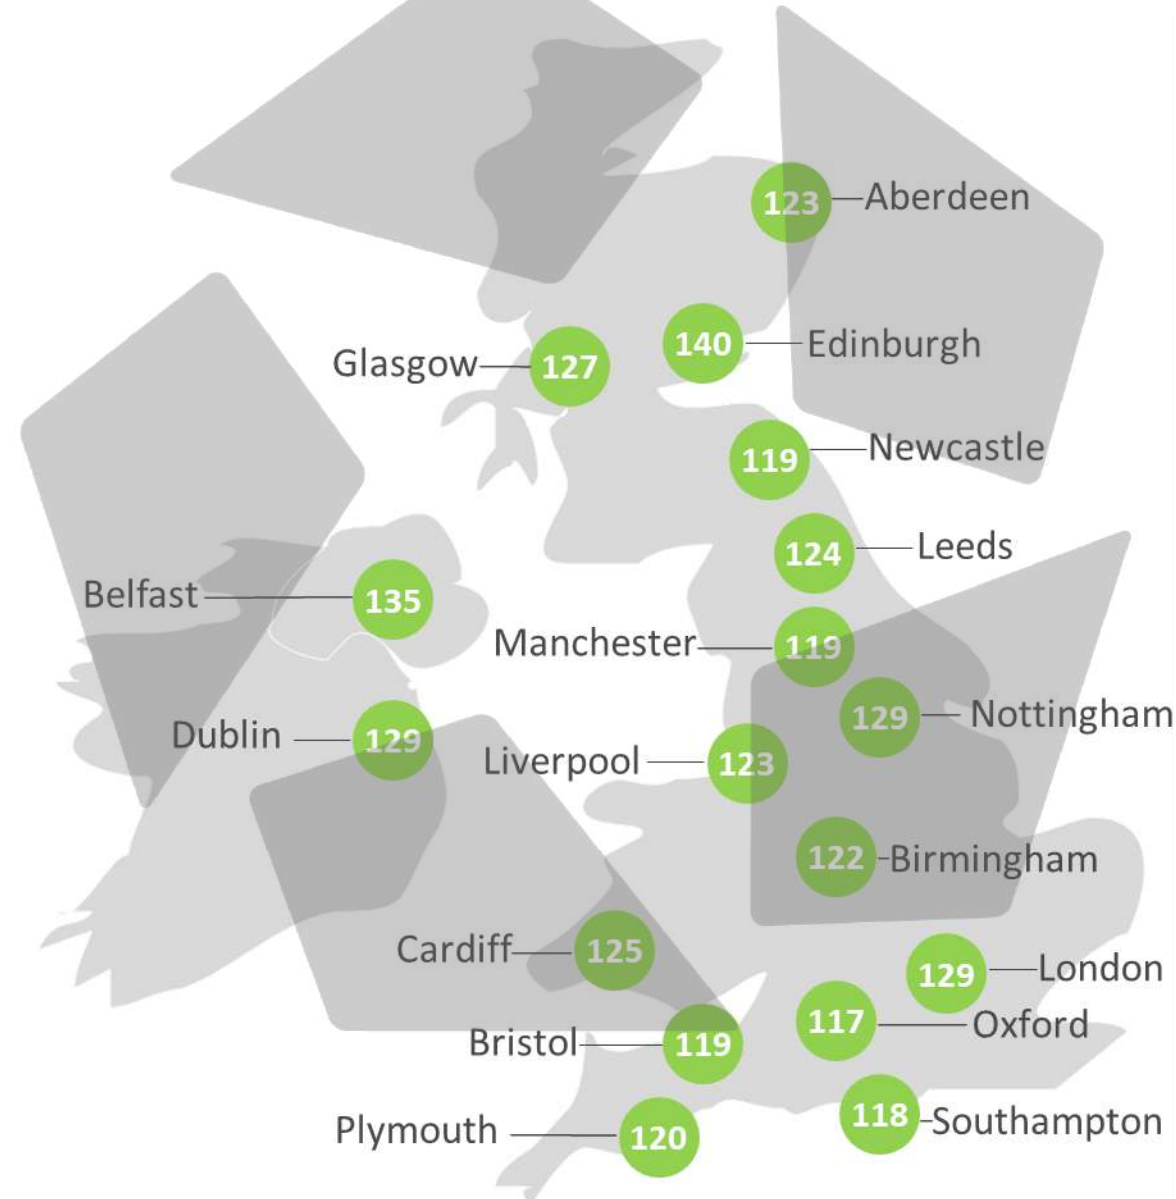 123 Aberdeen
140 Edinburgh
Glasgow 127
119 Newcastle
124 Leeds
Belfast 135
Manchester 119
129 Nottingham
Dublin 129
Liverpool 123
122 Birmingham
Cardiff 125
129 London
117 Oxford
Bristol 119
118 Southampton
Plymouth 120